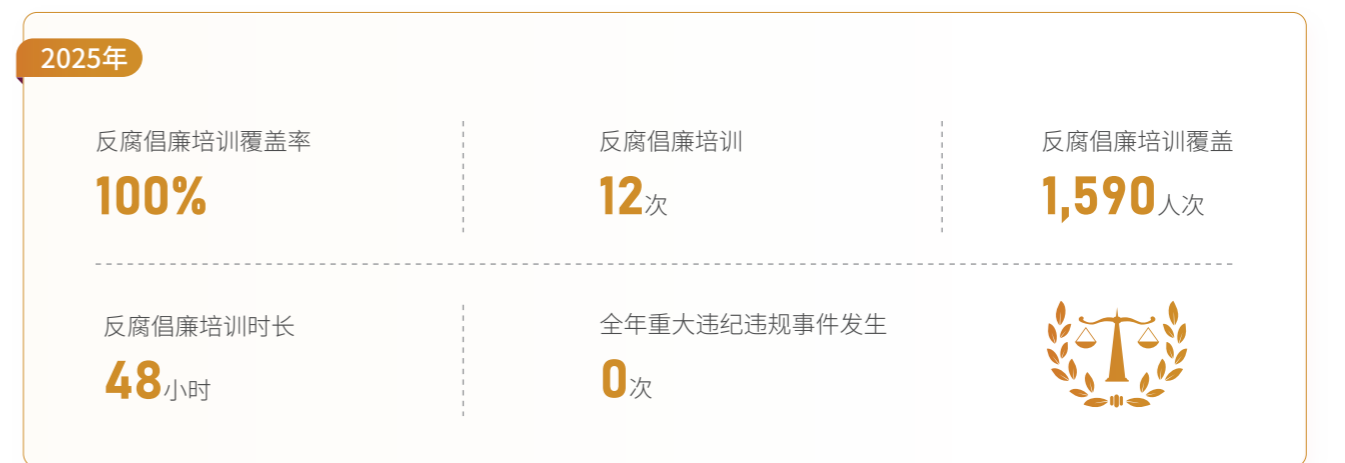 2025年
反腐倡廉培训覆盖率
100%
反腐倡廉培训
12次
反腐倡廉培训覆盖
1,590人次
反腐倡廉培训时长
48小时
全年重大违纪违规事件发生
0次